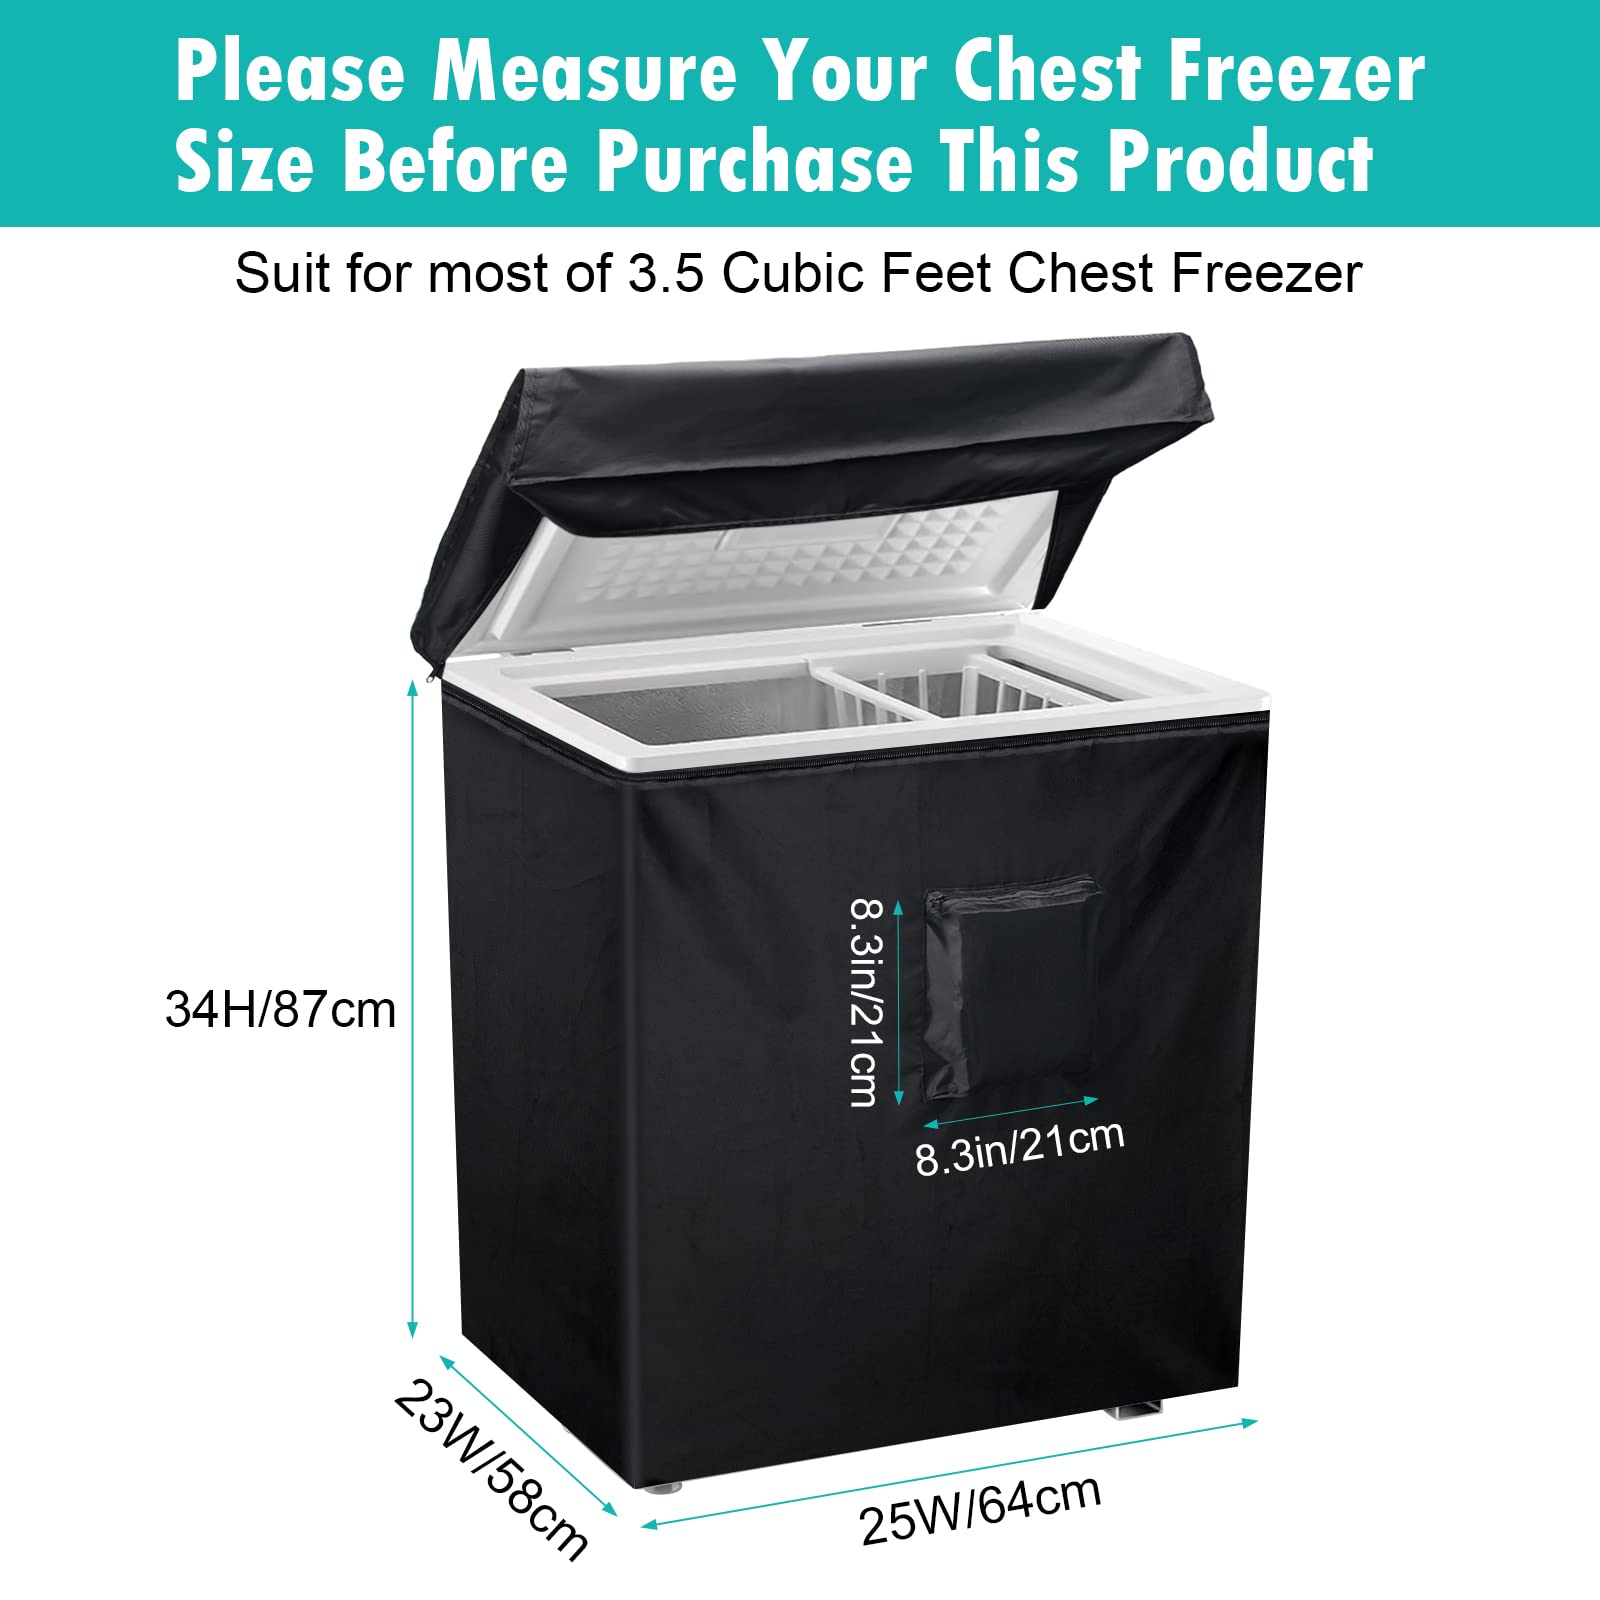 Please Measure Your Chest Freezer
Size Before Purchase This Product
Suit for most of 3.5 Cubic Feet Chest Freezer
8.3in/21cm
34H/87cm
8.3in/21cm
23W/58cm
25W/64cm